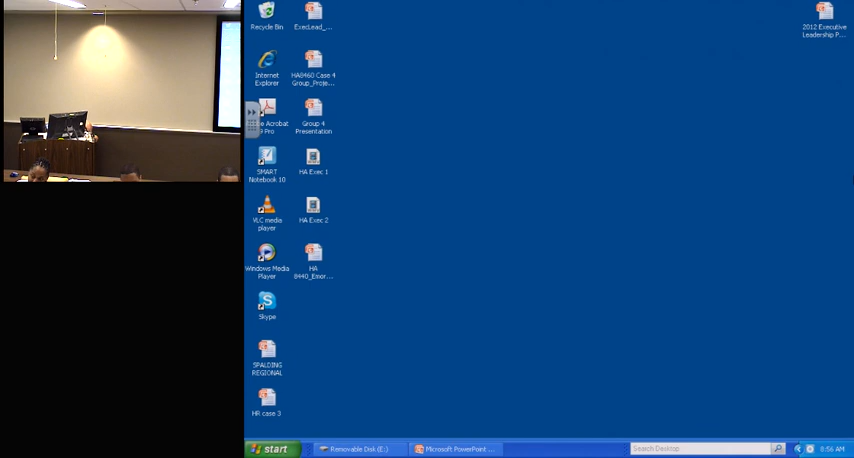 Recycle Bin
ExecLead_...
2012 Executive
Leadership P...
Internet
Explorer
HA8460 Case 4
Group_Proje...
Acrobat
Pro
Group 4
Presentation
SMART
Notebook 10
HA Exec 1
VLC media
player
HA Exec 2
Windows Media
Player
HA
8440_Emor...
Skype
SPALDING
REGIONAL
HR case 3
start
Removable Disk (E:)
Microsoft PowerPoint ...
Search Desktop
8:56 AM